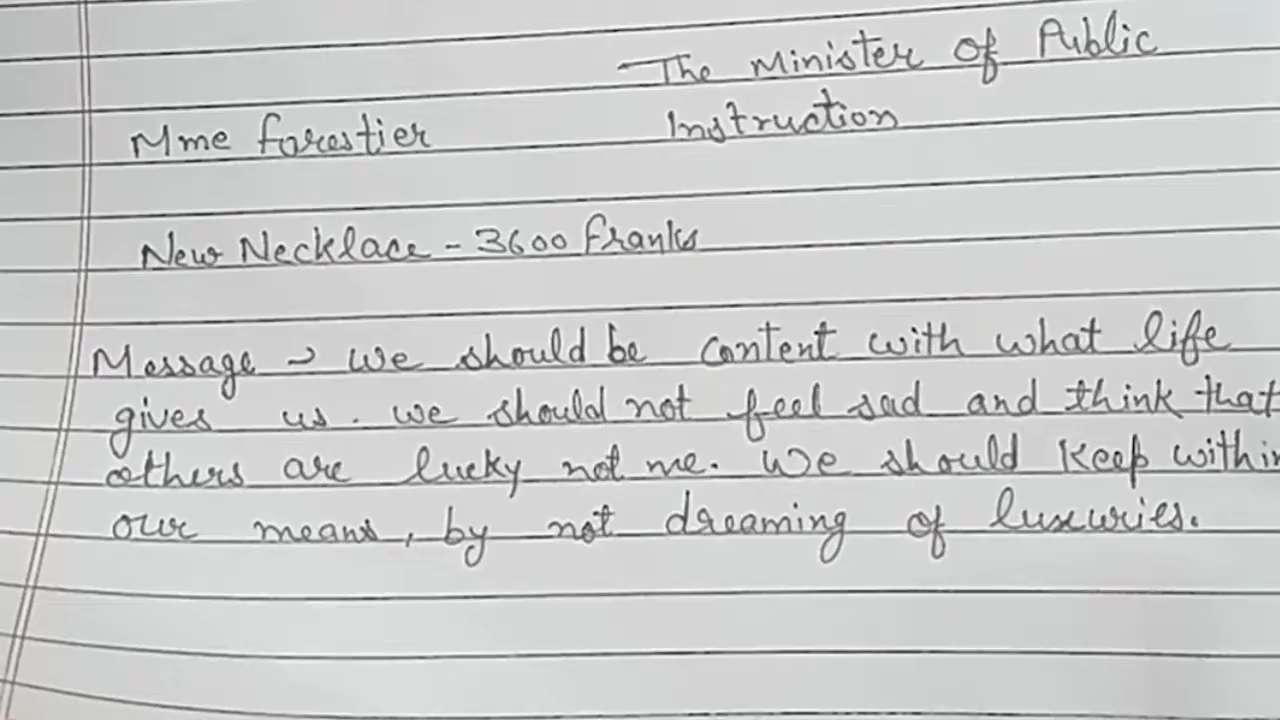 The Minister of Public
Instruction
Mme Forestier
New Necklace - 3600 Franks
Message → We should be content with what life
gives us. We should not feel sad and think that
others are lucky not me. We should keep within
our means, by not dreaming of luxuries.